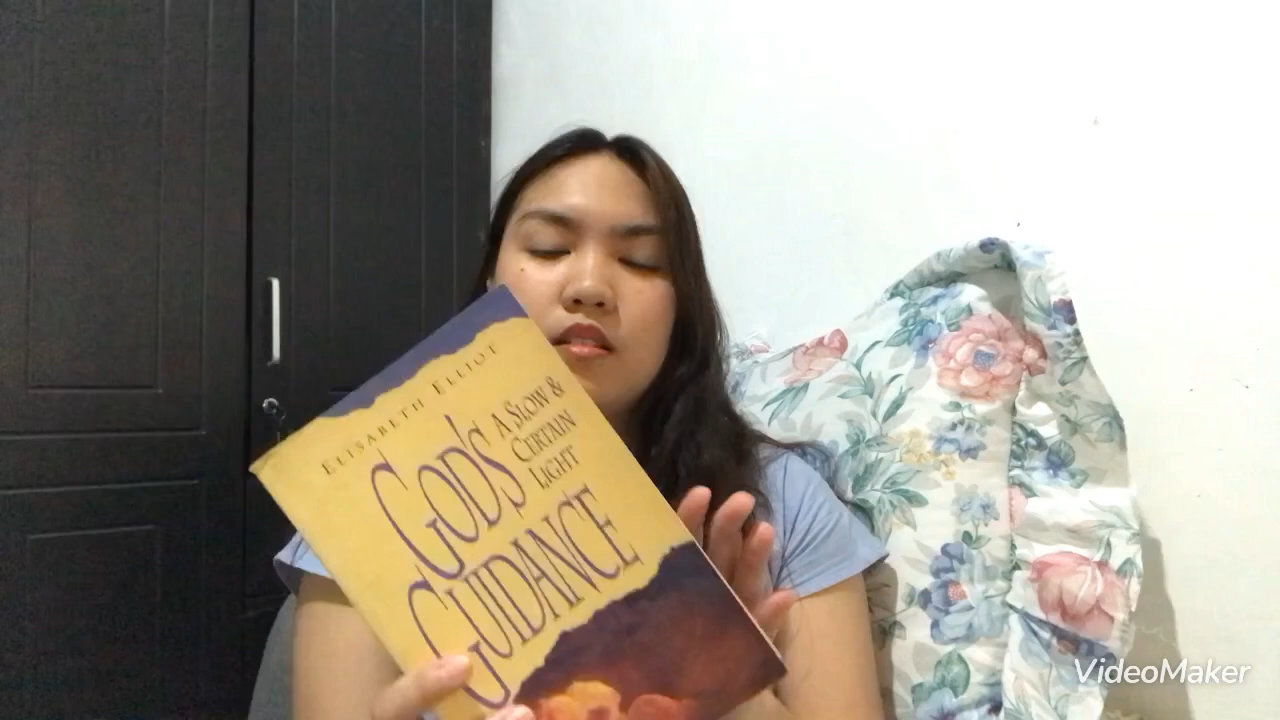 ELISABETH ELLIOT
GOD'S
A SLOW &
CERTAIN
LIGHT
GUIDANCE
VideoMaker